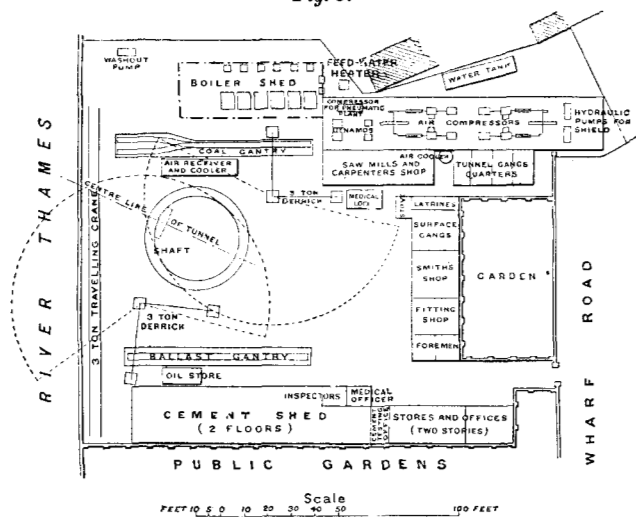 Fig. 8.
WASHOUT
PUMP
BOILER SHED
FEED WATER
HEATER
WATER TANK
COMPRESSOR
FOR PNEUMATIC
PLANT
DYNAMOS
AIR COMPRESSORS
HYDRAULIC
PUMPS FOR
SHIELD
COAL GANTRY
AIR RECEIVER
AND COOLER
SAW MILLS AND
CARPENTERS SHOP
AIR COOLER
TUNNEL GANGS
QUARTERS
3 TON
DERRICK
MEDICAL
LOCK
LATRINES
SURFACE
GANGS
SMITHS
SHOP
FITTING
SHOP
FOREMEN
GARDEN
RIVER THAMES
3 TON TRAVELLING CRANE
CENTRE LINE
OF TUNNEL
SHAFT
3 TON
DERRICK
BALLAST GANTRY
OIL STORE
INSPECTORS
MEDICAL
OFFICER
CEMENT SHED
(2 FLOORS)
CEMENT
TESTING
OFFICE
STORES AND OFFICES
(TWO STORIES)
WHARF ROAD
PUBLIC GARDENS
Scale
FEET 10 5 0 10 20 30 40 50 100 FEET